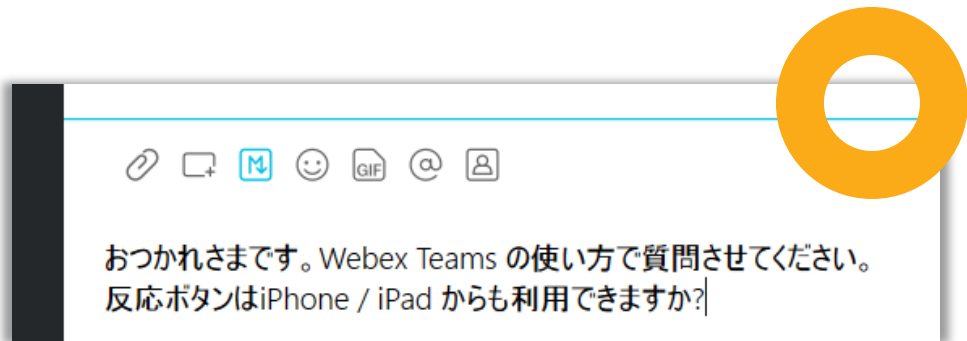 M↓
GIF
@
おつかれさまです。Webex Teams の使い方で質問させてください。
反応ボタンはiPhone / iPad からも利用できますか?